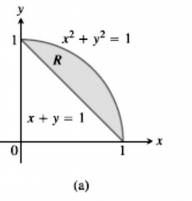 y
1
x² + y² = 1
R
x + y = 1
0
1
x
(a)